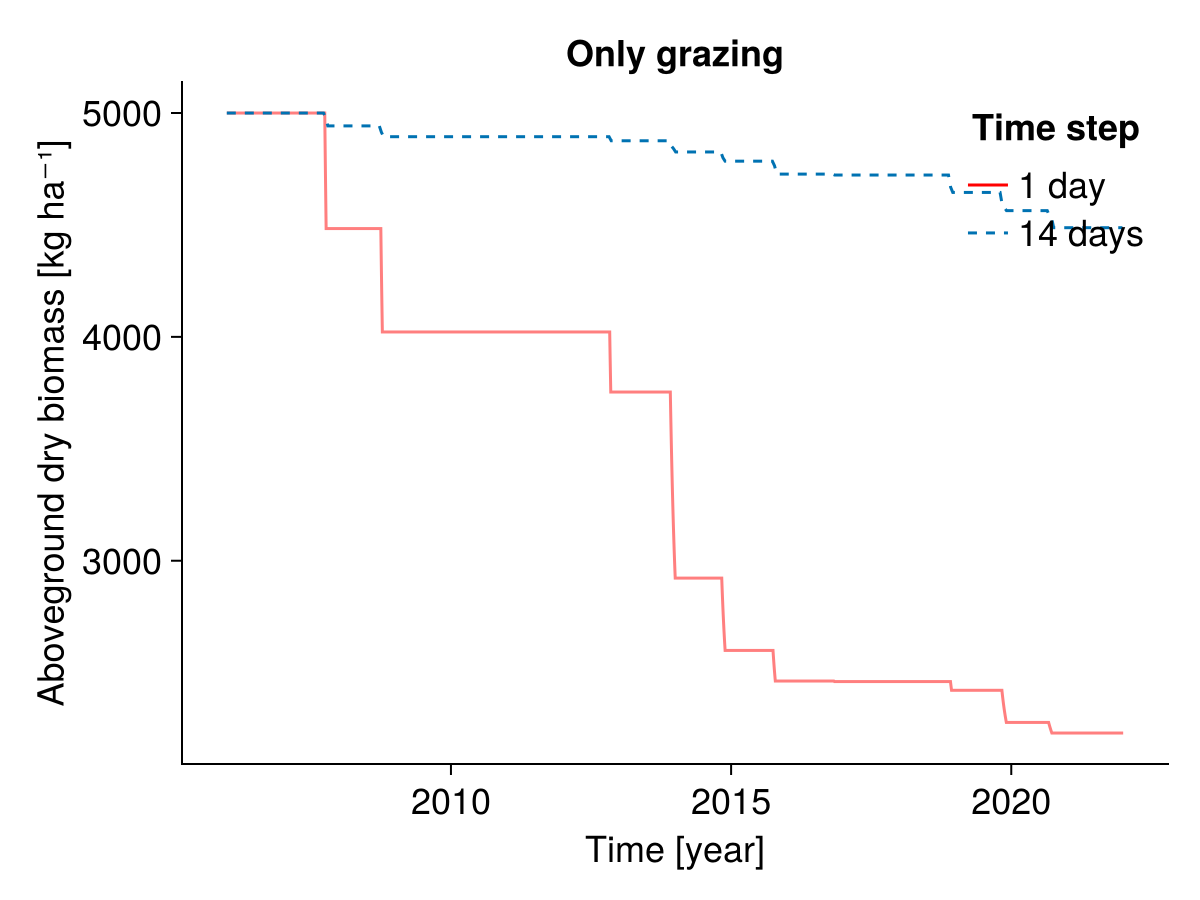 Only grazing
Aboveground dry biomass [kg ha⁻¹]
5000
4000
3000
Time step
1 day
14 days
2010
2015
2020
Time [year]